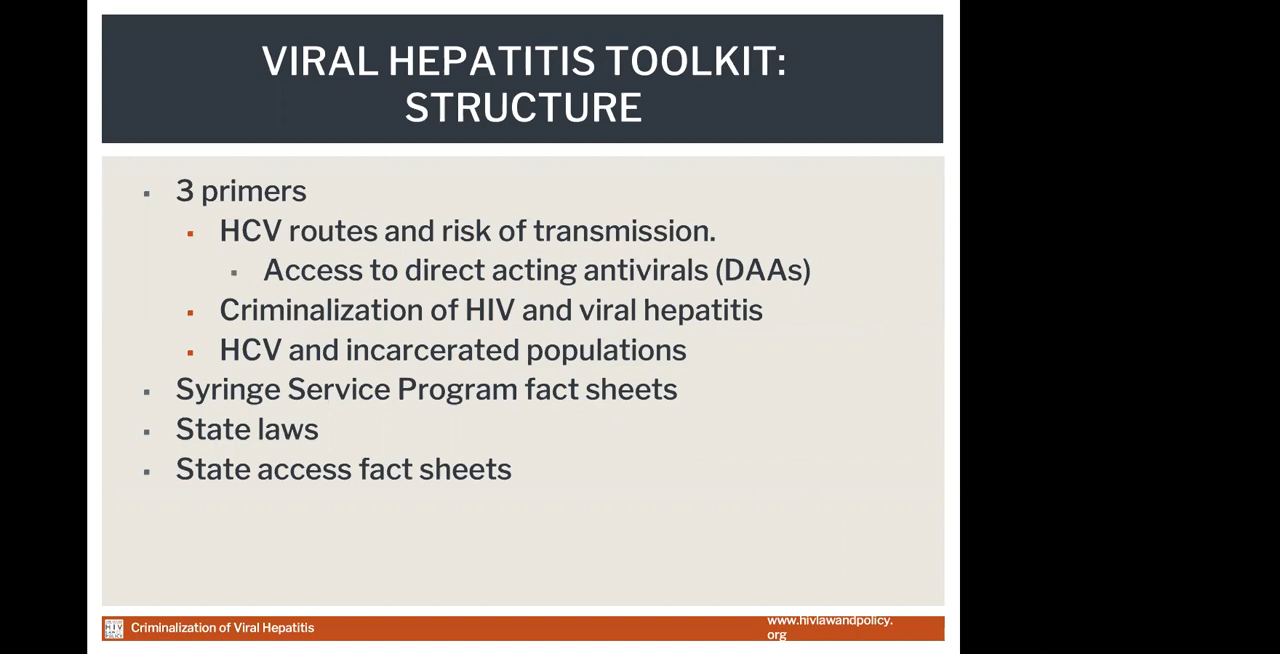 VIRAL HEPATITIS TOOLKIT:
STRUCTURE
▪ 3 primers
▪ HCV routes and risk of transmission.
▪ Access to direct acting antivirals (DAAs)
▪ Criminalization of HIV and viral hepatitis
▪ HCV and incarcerated populations
▪ Syringe Service Program fact sheets
▪ State laws
▪ State access fact sheets
HIV
Criminalization of Viral Hepatitis
www.hivlawandpolicy.
org